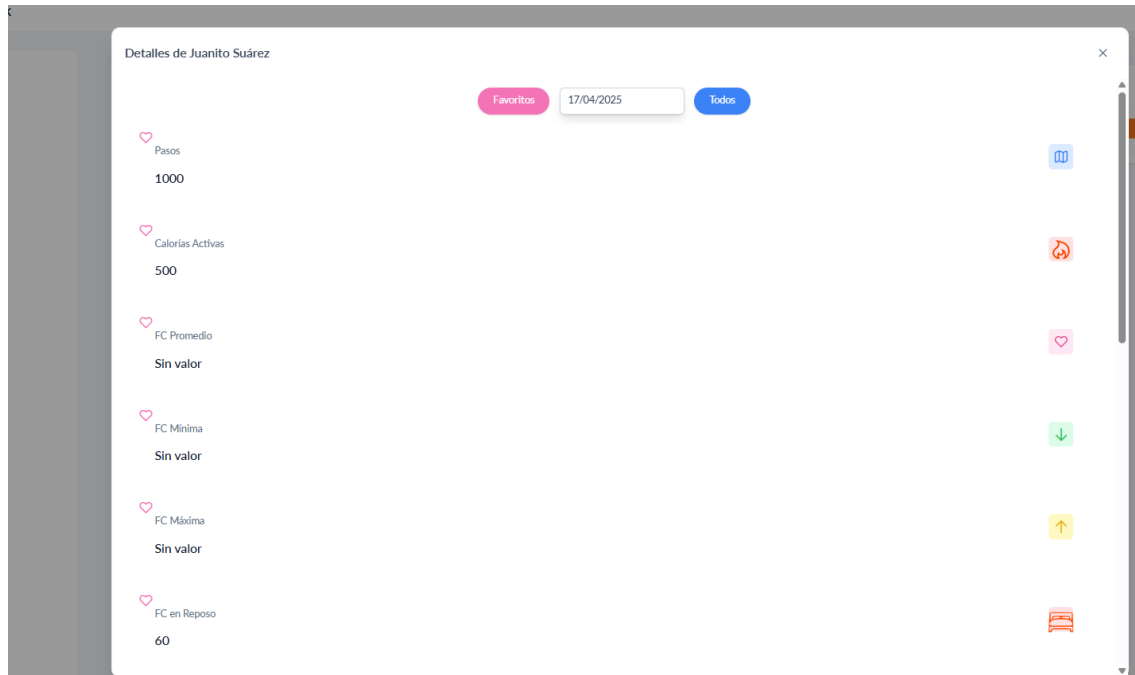 Detalles de Juanito Suárez
Favoritos 17/04/2025 Todos
Pasos
1000
Calorías Activas
500
FC Promedio
Sin valor
FC Mínima
Sin valor
FC Máxima
Sin valor
FC en Reposo
60